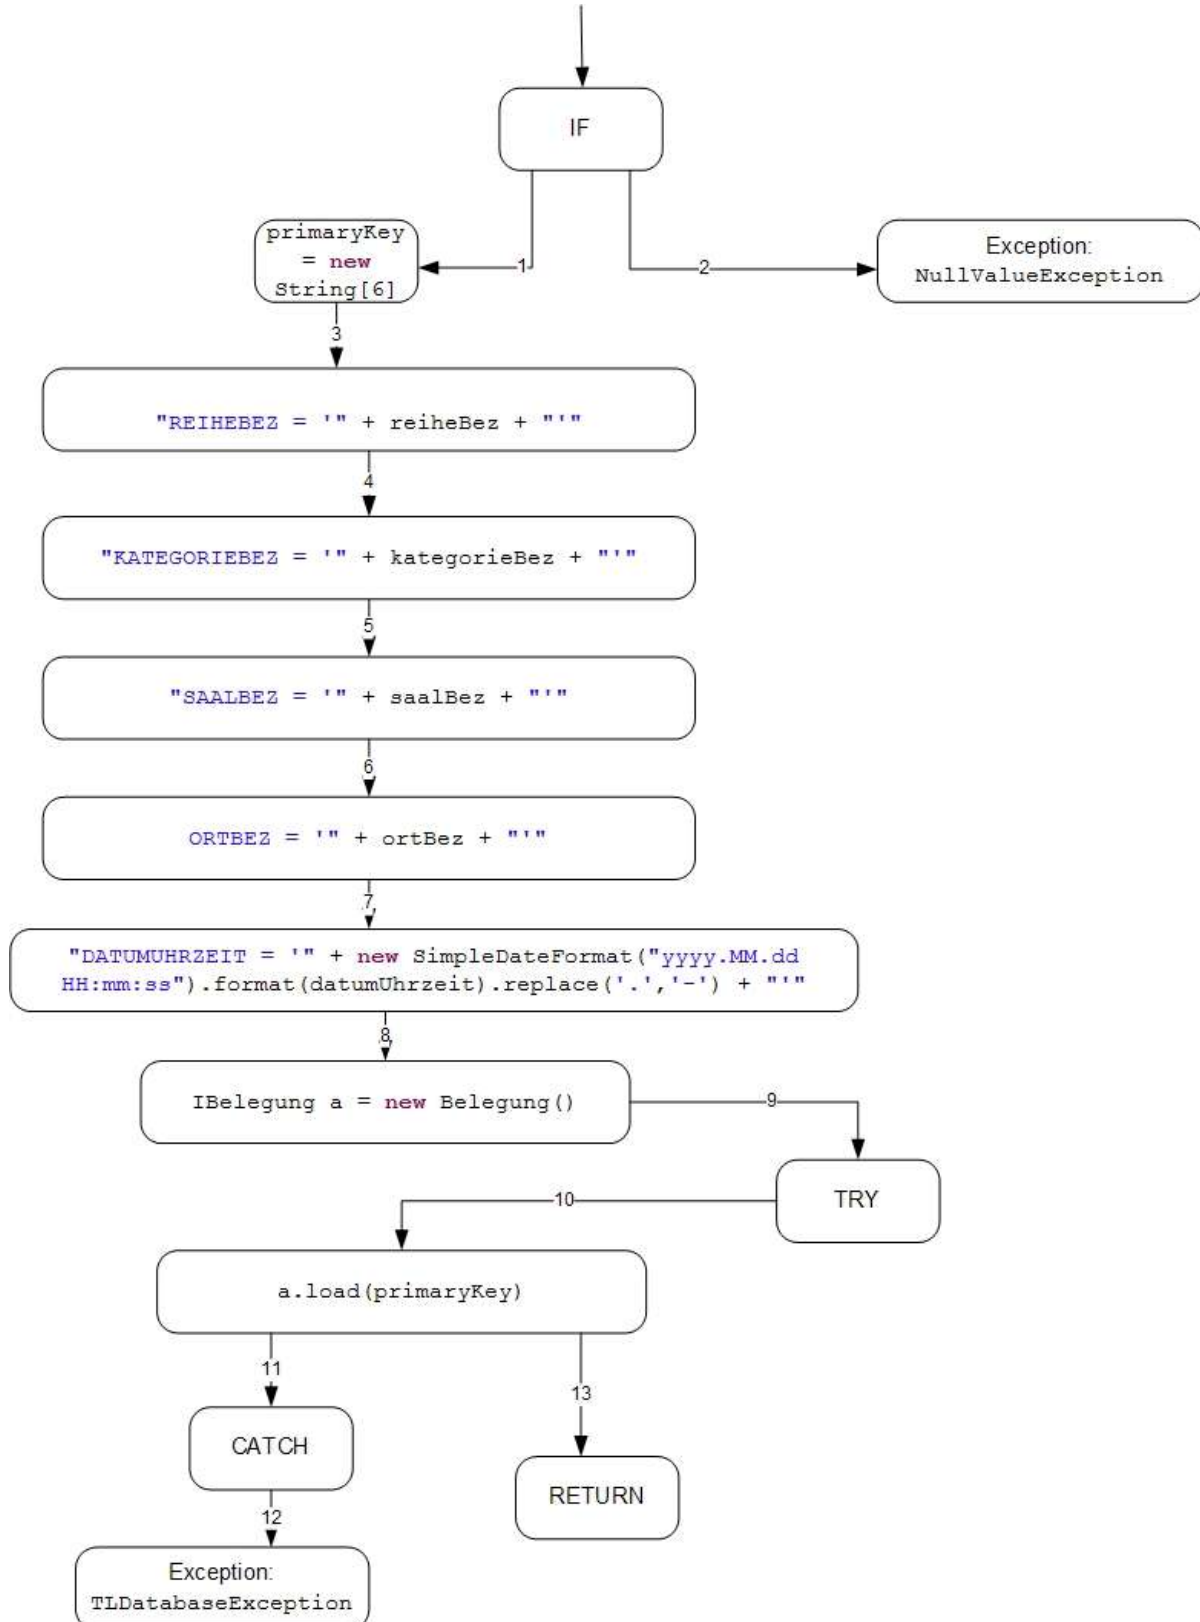 IF
primaryKey
= new
String[6]
1
2
Exception:
NullValueException
3
"REIHEBEZ = '" + reiheBez + "'"
4
"KATEGORIEBEZ = '" + kategorieBez + "'"
5
"SAALBEZ = '" + saalBez + "'"
6
ORTBEZ = '" + ortBez + "'"
7
"DATUMUHRZEIT = '" + new SimpleDateFormat("yyyy.MM.dd
HH:mm:ss").format(datumUhrzeit).replace('.','-') + "'"
8
IBelegung a = new Belegung()
9
TRY
10
a.load(primaryKey)
11
13
CATCH
RETURN
12
Exception:
TLDatabaseException